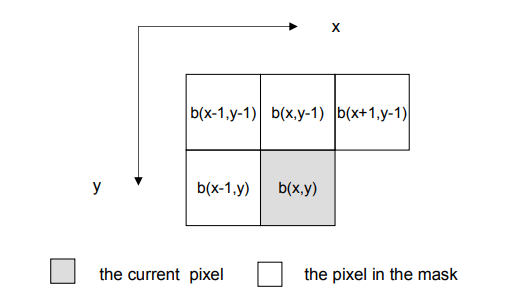 x
b(x-1,y-1) b(x,y-1) b(x+1,y-1)
y b(x-1,y) b(x,y)
the current pixel the pixel in the mask